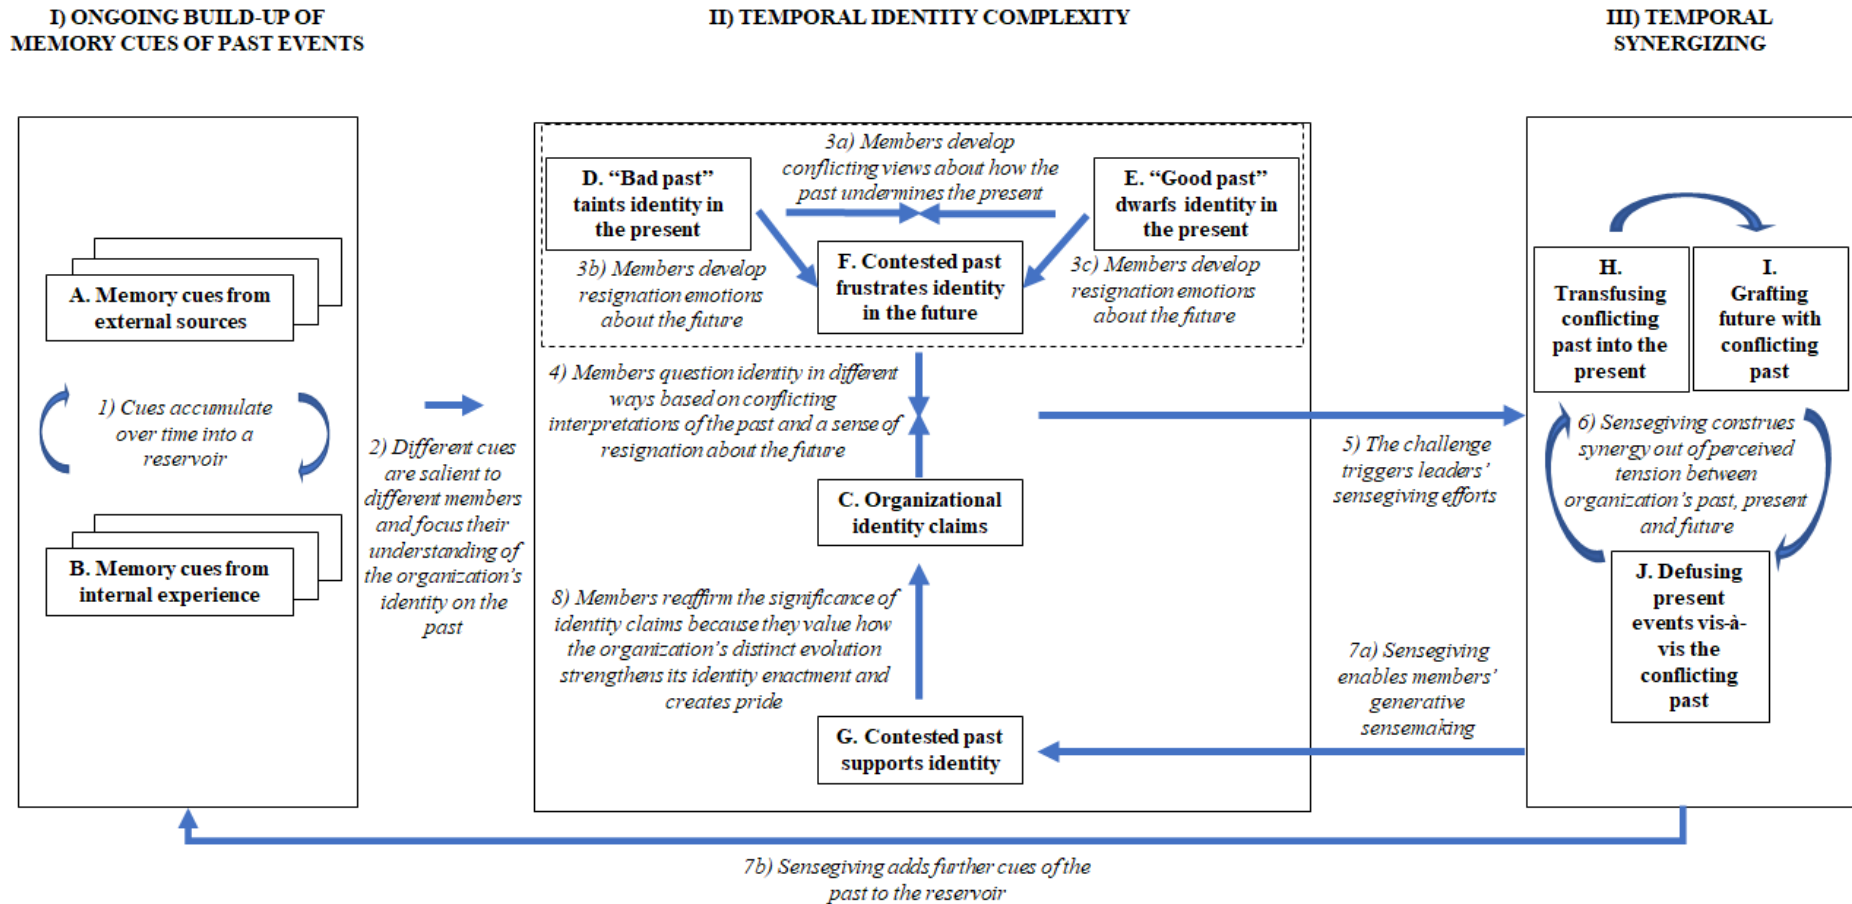 I) ONGOING BUILD-UP OF
MEMORY CUES OF PAST EVENTS
A. Memory cues from
external sources
1) Cues accumulate
over time into a
reservoir
B. Memory cues from
internal experience
2) Different cues
are salient to
different members
and focus their
understanding of
the organization's
identity on the
past
II) TEMPORAL IDENTITY COMPLEXITY
3a) Members develop
conflicting views about how the
past undermines the present
D. “Bad past”
taints identity in
the present
E. “Good past”
dwarfs identity in
the present
3b) Members develop
resignation emotions
about the future
F. Contested past
frustrates identity
in the future
3c) Members develop
resignation emotions
about the future
4) Members question identity in different
ways based on conflicting
interpretations of the past and a sense of
resignation about the future
C. Organizational
identity claims
8) Members reaffirm the significance of
identity claims because they value how
the organization's distinct evolution
strengthens its identity enactment and
creates pride
G. Contested past
supports identity
5) The challenge
triggers leaders’
sensegiving efforts
7a) Sensegiving
enables members’
generative
sensemaking
III) TEMPORAL
SYNERGIZING
H.
Transfusing
conflicting
past into the
present
I.
Grafting
future with
conflicting
past
6) Sensegiving construes
synergy out of perceived
tension between
organization's past, present
and future
J. Defusing
present
events vis-à-
vis the
conflicting
past
7b) Sensegiving adds further cues of the
past to the reservoir